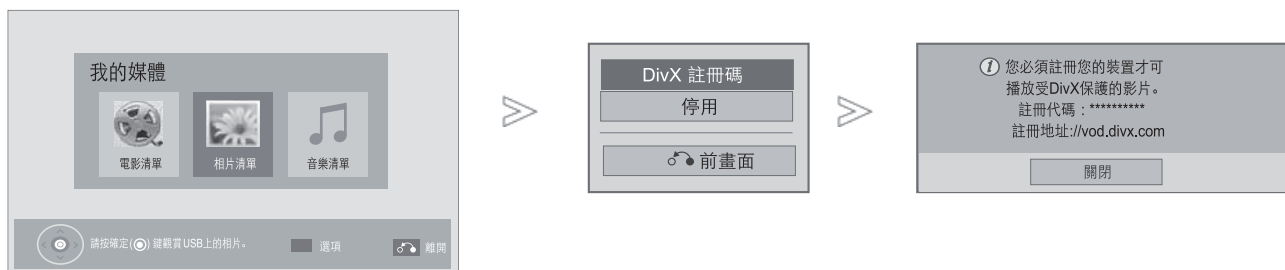 我的媒體
電影清單
相片清單
音樂清單
請按確定(◉) 鍵觀賞USB上的相片。
選項
離開
DivX 註冊碼
停用
前畫面
您必須註冊您的裝置才可
播放受DivX保護的影片。
註冊代碼 : **********
註冊地址://vod.divx.com
關閉